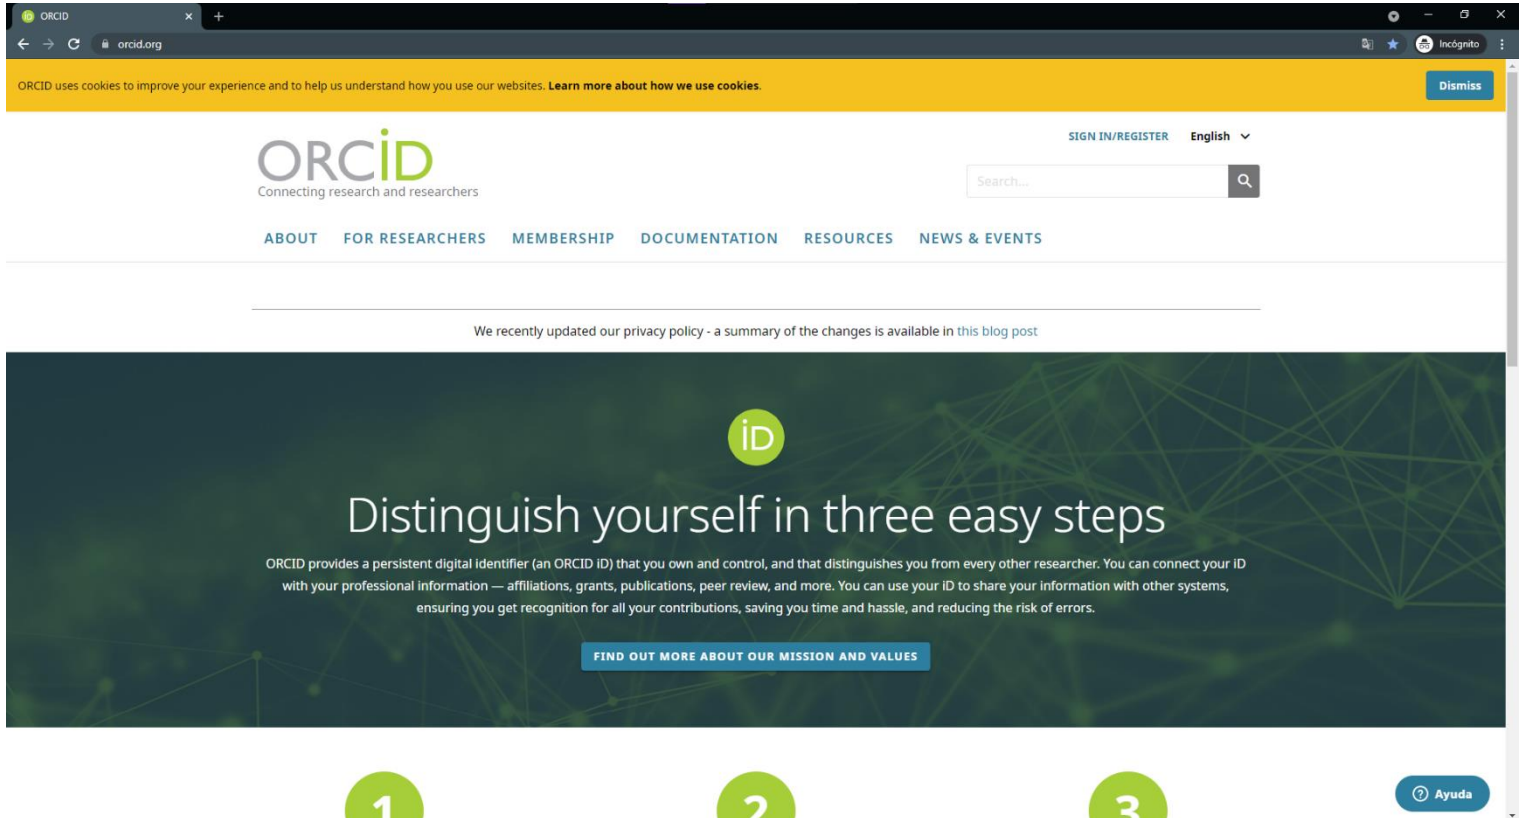 ORCID
orcid.org
Incógnito
ORCID uses cookies to improve your experience and to help us understand how you use our websites. Learn more about how we use cookies.
Dismiss
ORCiD
Connecting research and researchers
SIGN IN/REGISTER
English
Search...
ABOUT
FOR RESEARCHERS
MEMBERSHIP
DOCUMENTATION
RESOURCES
NEWS & EVENTS
We recently updated our privacy policy - a summary of the changes is available in this blog post
iD
Distinguish yourself in three easy steps
ORCID provides a persistent digital identifier (an ORCID iD) that you own and control, and that distinguishes you from every other researcher. You can connect your iD
with your professional information — affiliations, grants, publications, peer review, and more. You can use your iD to share your information with other systems,
ensuring you get recognition for all your contributions, saving you time and hassle, and reducing the risk of errors.
FIND OUT MORE ABOUT OUR MISSION AND VALUES
1
2
3
Ayuda